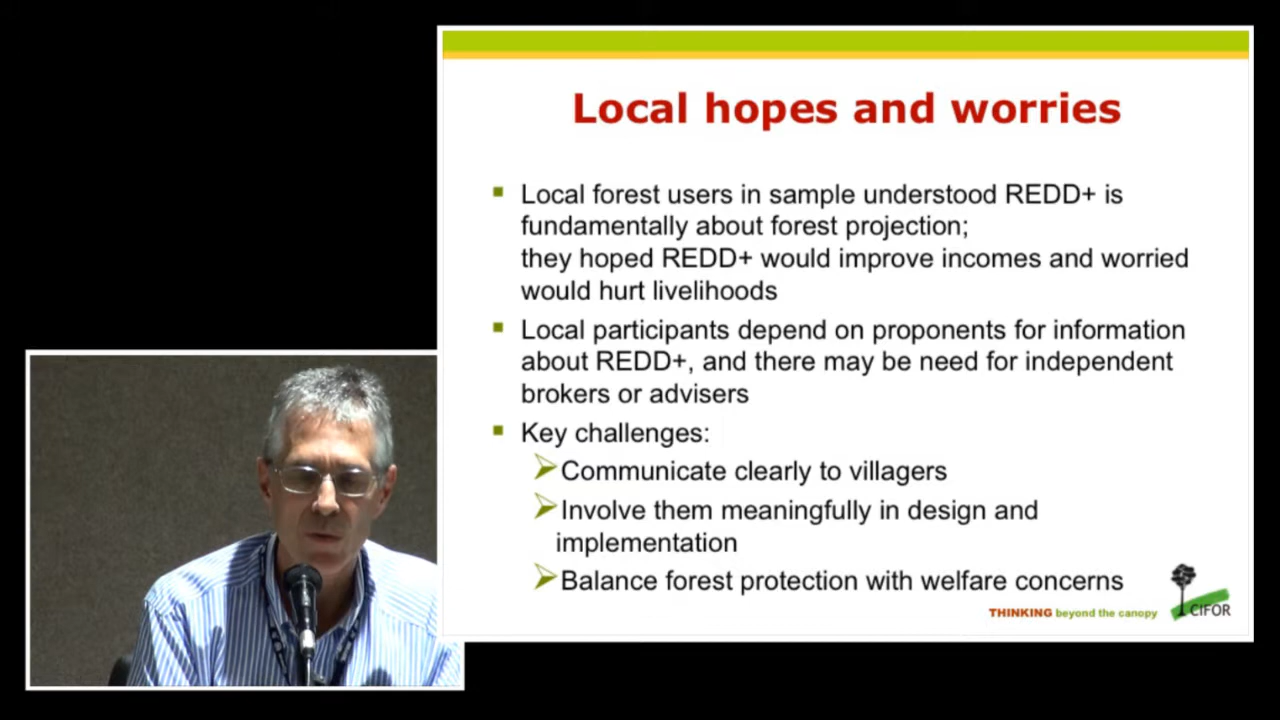 Local hopes and worries
Local forest users in sample understood REDD+ is
fundamentally about forest projection;
they hoped REDD+ would improve incomes and worried
would hurt livelihoods
Local participants depend on proponents for information
about REDD+, and there may be need for independent
brokers or advisers
Key challenges:
Communicate clearly to villagers
Involve them meaningfully in design and
implementation
Balance forest protection with welfare concerns
THINKING beyond the canopy
CIFOR